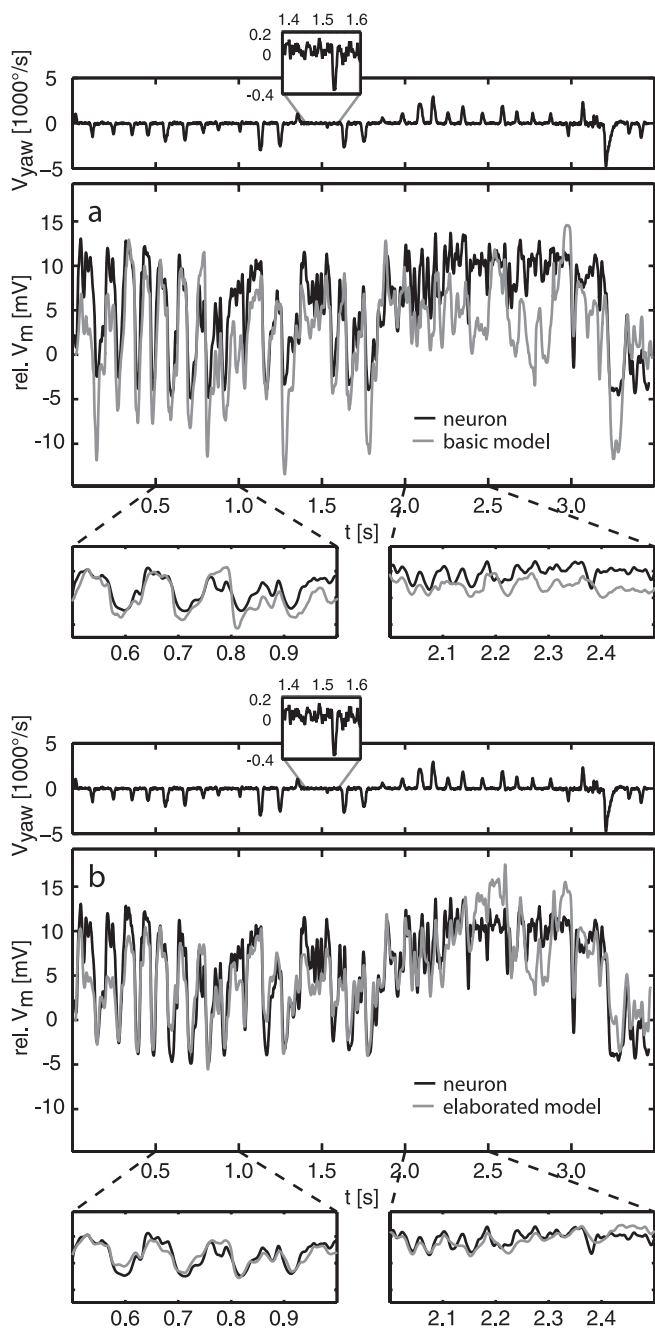 1.4 1.5 1.6
0.2
0
-0.4
5
0
−5
V_yaw [1000°/s]
a
15
10
5
0
-5
-10
rel. V_m [mV]
neuron
basic model
0.5 1.0 1.5 2.0 2.5 3.0
t [s]
0.6 0.7 0.8 0.9
2.1 2.2 2.3 2.4
1.4 1.5 1.6
0.2
0
-0.4
5
0
−5
V_yaw [1000°/s]
b
15
10
5
0
-5
-10
rel. V_m [mV]
neuron
elaborated model
0.5 1.0 1.5 2.0 2.5 3.0
t [s]
0.6 0.7 0.8 0.9
2.1 2.2 2.3 2.4